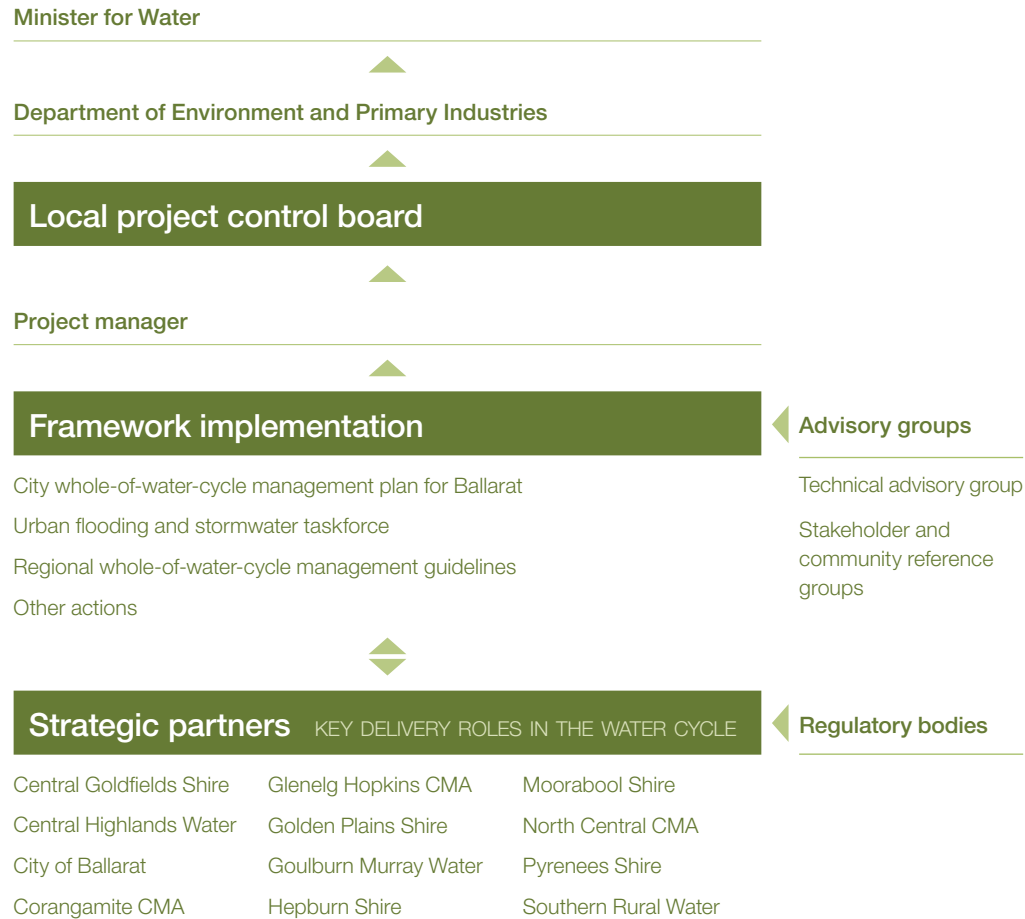 Minister for Water
Department of Environment and Primary Industries
Local project control board
Project manager
Framework implementation
City whole-of-water-cycle management plan for Ballarat
Urban flooding and stormwater taskforce
Regional whole-of-water-cycle management guidelines
Other actions
Advisory groups
Technical advisory group
Stakeholder and
community reference
groups
Strategic partners KEY DELIVERY ROLES IN THE WATER CYCLE
Regulatory bodies
Central Goldfields Shire
Central Highlands Water
City of Ballarat
Corangamite CMA
Glenelg Hopkins CMA
Golden Plains Shire
Goulburn Murray Water
Hepburn Shire
Moorabool Shire
North Central CMA
Pyrenees Shire
Southern Rural Water